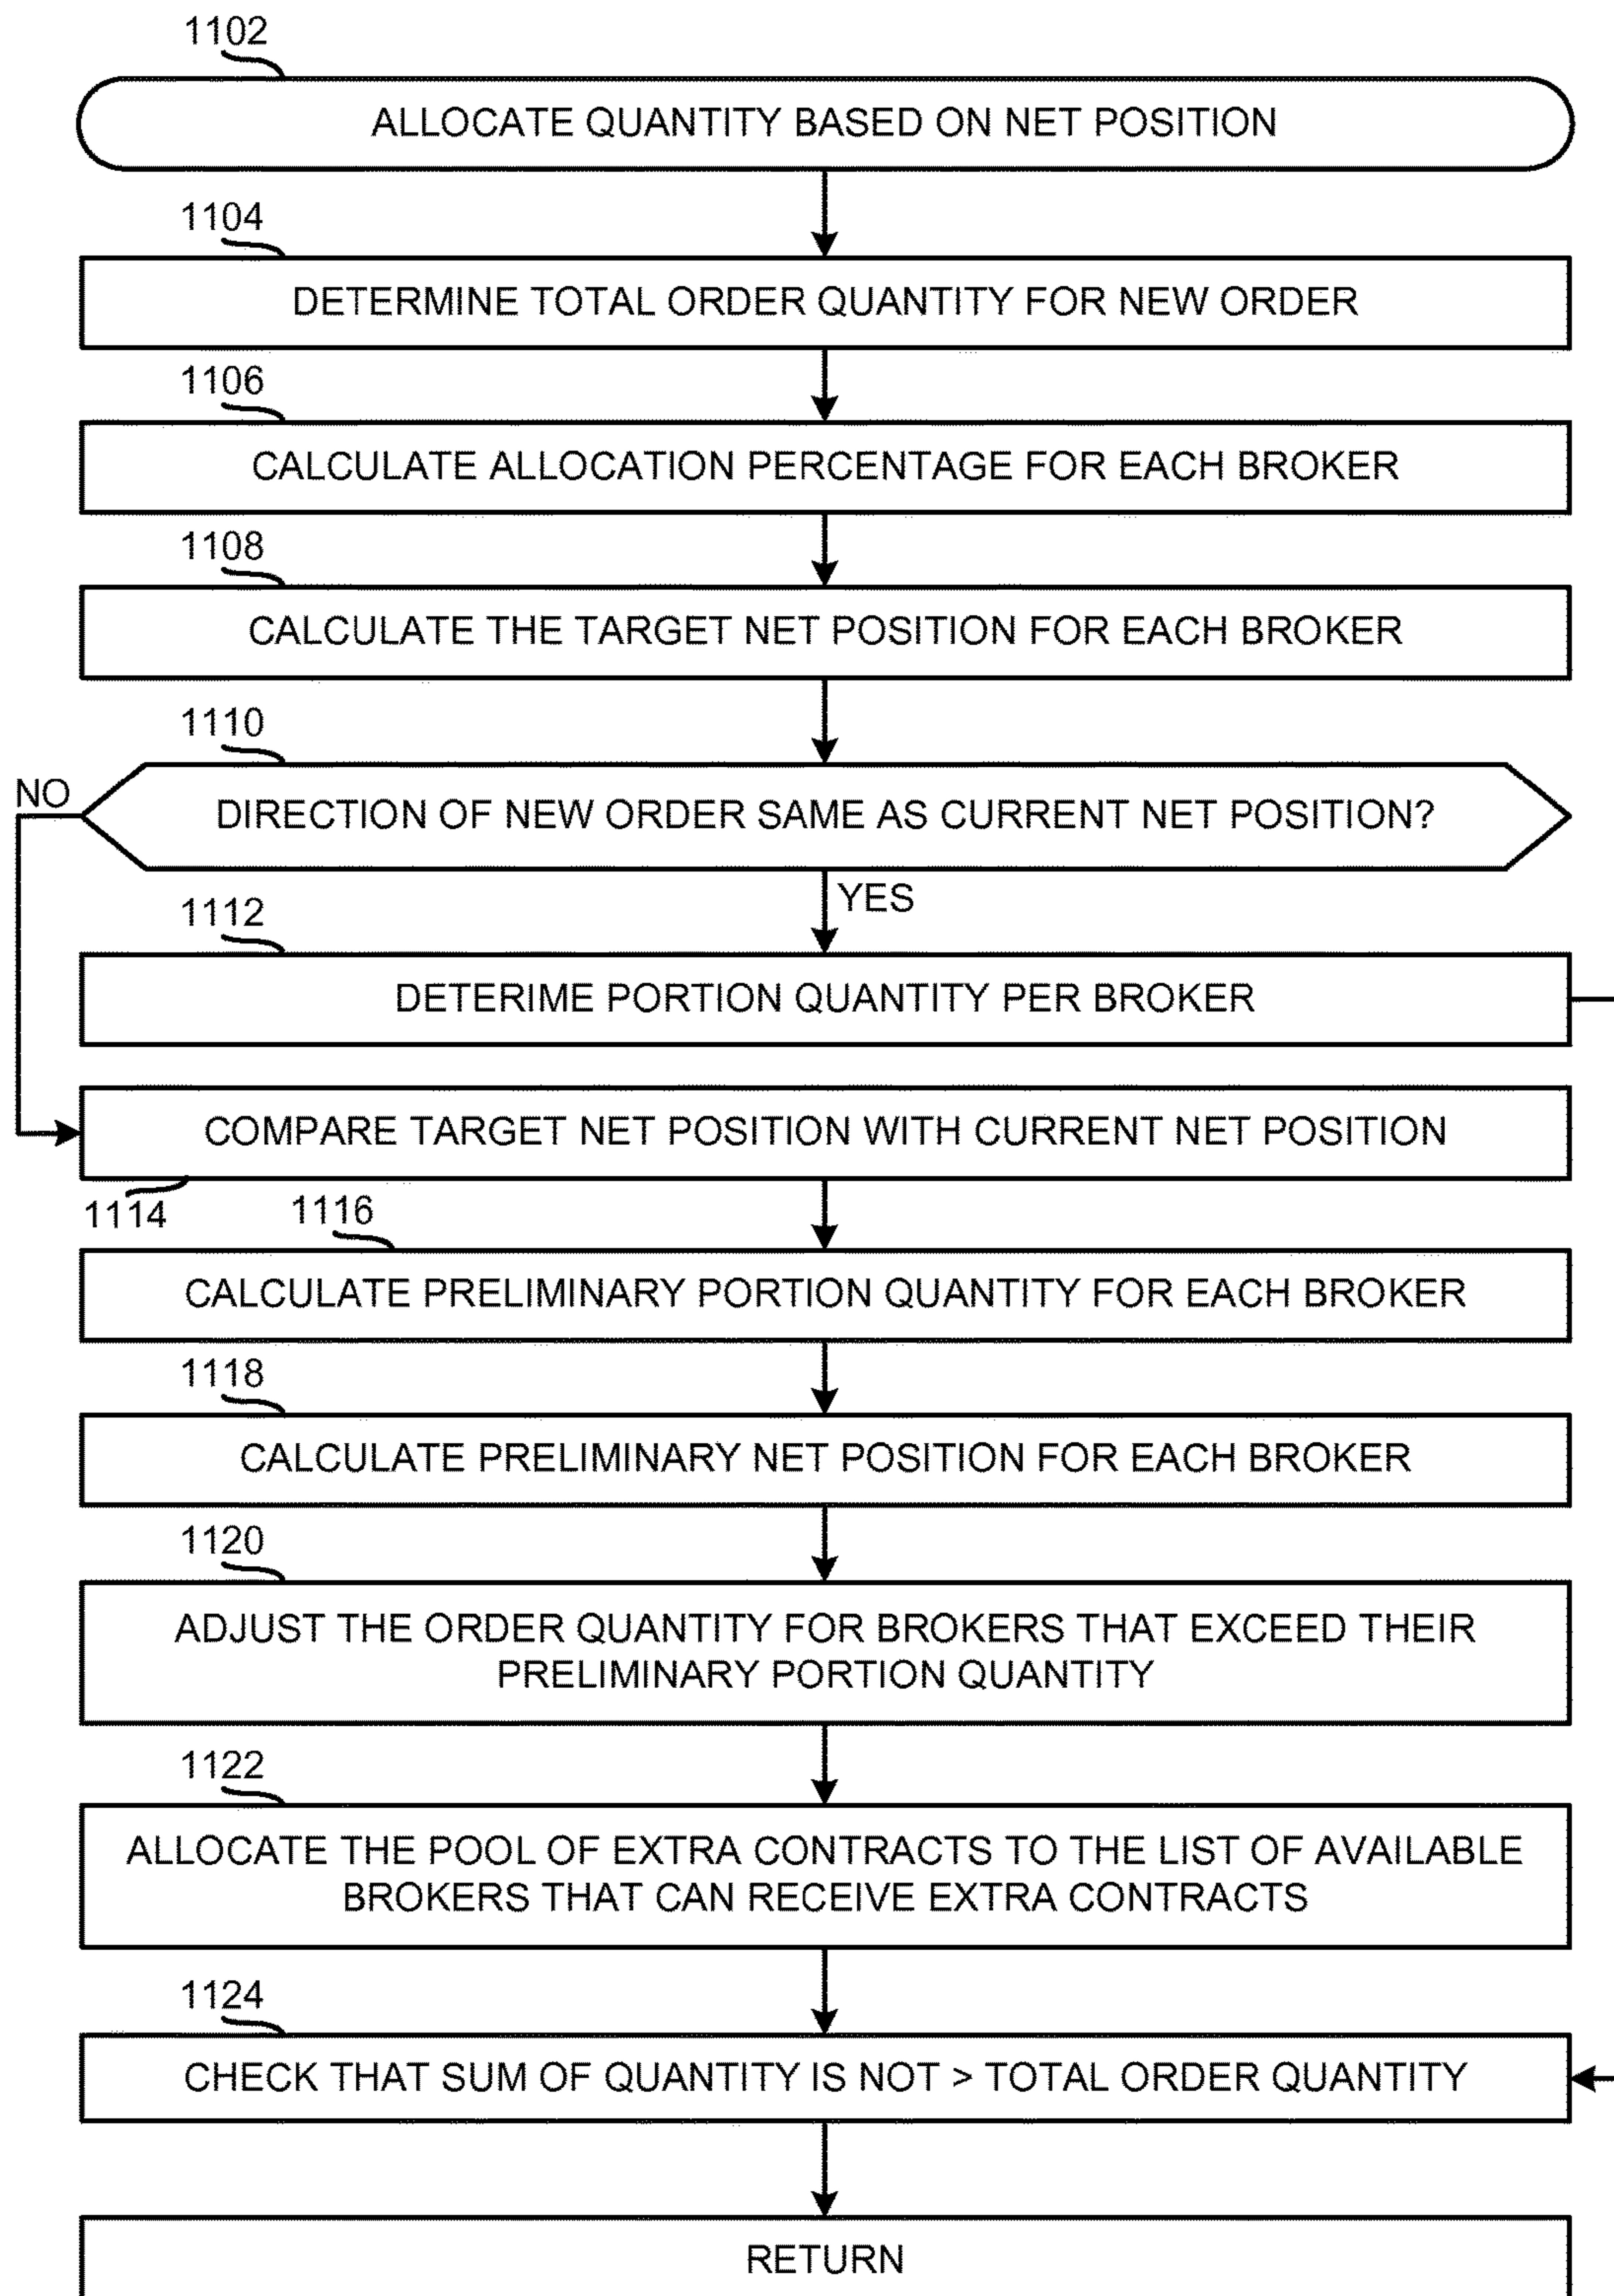 1102
ALLOCATE QUANTITY BASED ON NET POSITION
1104
DETERMINE TOTAL ORDER QUANTITY FOR NEW ORDER
1106
CALCULATE ALLOCATION PERCENTAGE FOR EACH BROKER
1108
CALCULATE THE TARGET NET POSITION FOR EACH BROKER
1110
NO
DIRECTION OF NEW ORDER SAME AS CURRENT NET POSITION?
YES
1112
DETERIME PORTION QUANTITY PER BROKER
COMPARE TARGET NET POSITION WITH CURRENT NET POSITION
1114
1116
CALCULATE PRELIMINARY PORTION QUANTITY FOR EACH BROKER
1118
CALCULATE PRELIMINARY NET POSITION FOR EACH BROKER
1120
ADJUST THE ORDER QUANTITY FOR BROKERS THAT EXCEED THEIR
PRELIMINARY PORTION QUANTITY
1122
ALLOCATE THE POOL OF EXTRA CONTRACTS TO THE LIST OF AVAILABLE
BROKERS THAT CAN RECEIVE EXTRA CONTRACTS
1124
CHECK THAT SUM OF QUANTITY IS NOT > TOTAL ORDER QUANTITY
RETURN